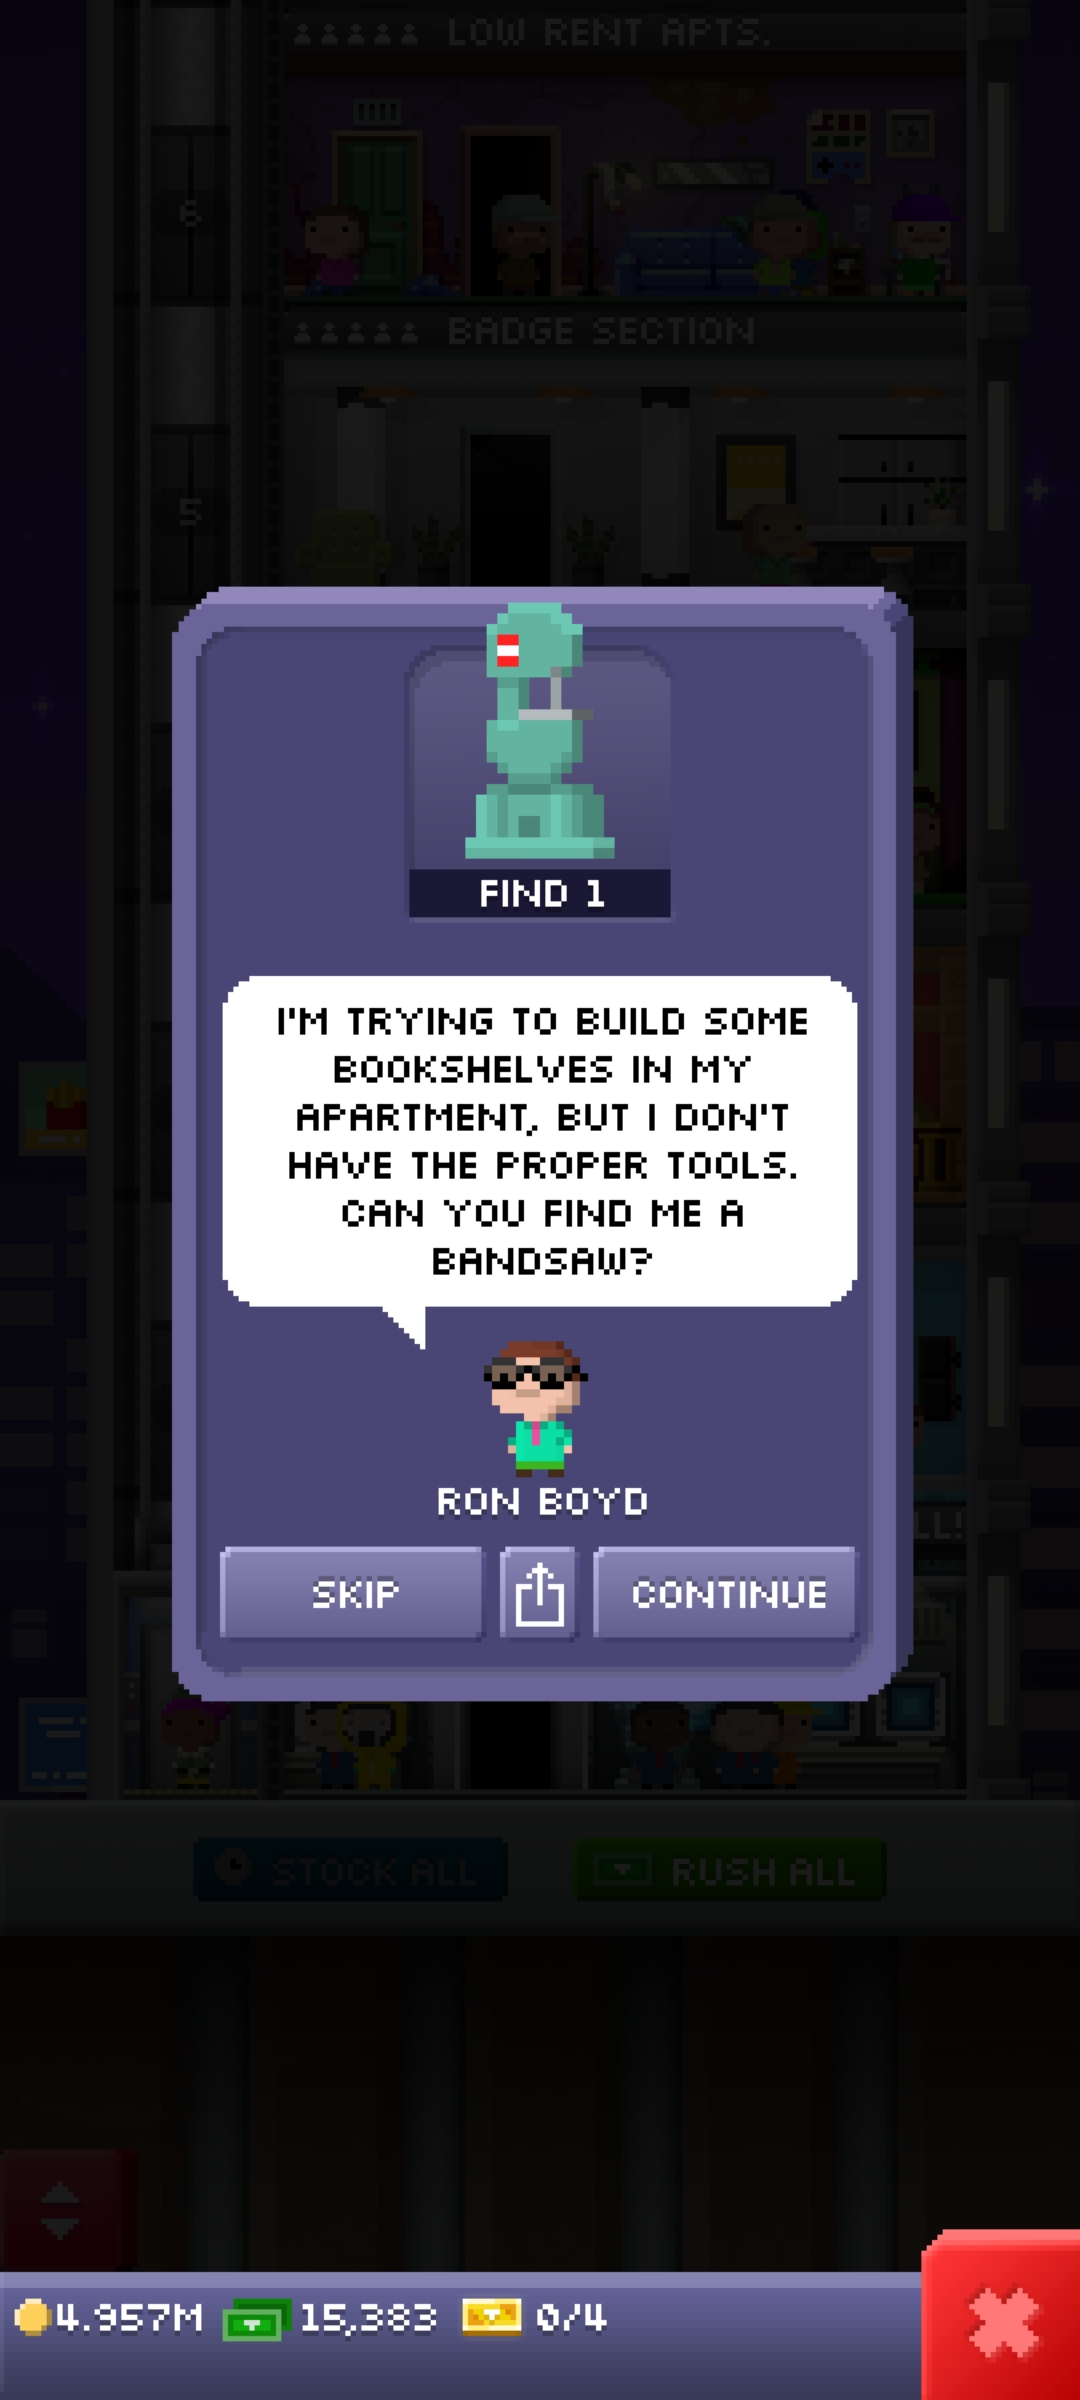 LOW RENT APTS.
6
BADGE SECTION
5
FIND 1
I'M TRYING TO BUILD SOME
BOOKSHELVES IN MY
APARTMENT, BUT I DON'T
HAVE THE PROPER TOOLS.
CAN YOU FIND ME A
BANDSAW?
RON BOYD
LL!
SKIP
CONTINUE
STOCK ALL
RUSH ALL
4.957M
15,383
0/4